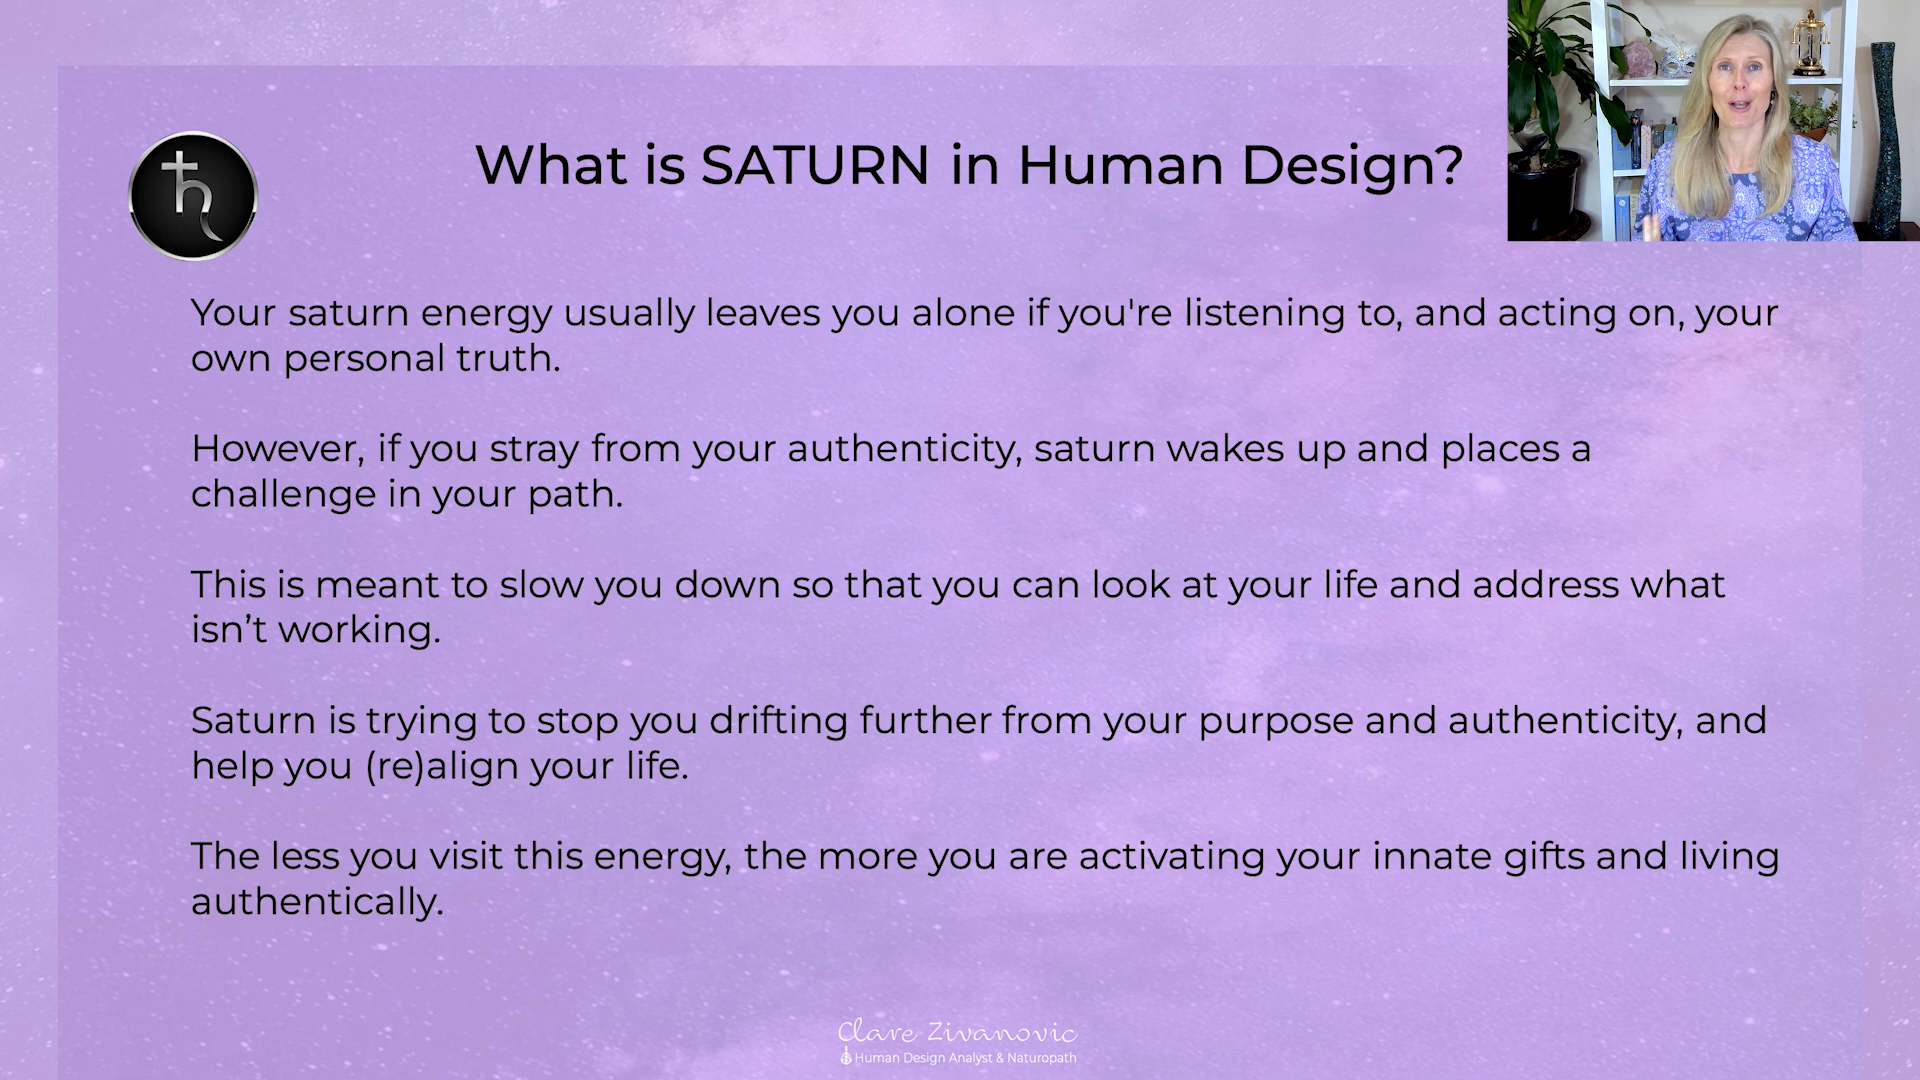 What is SATURN in Human Design?
Your saturn energy usually leaves you alone if you're listening to, and acting on, your
own personal truth.
However, if you stray from your authenticity, saturn wakes up and places a
challenge in your path.
This is meant to slow you down so that you can look at your life and address what
isn’t working.
Saturn is trying to stop you drifting further from your purpose and authenticity, and
help you (re)align your life.
The less you visit this energy, the more you are activating your innate gifts and living
authentically.
Clare Zivanovic
Human Design Analyst & Naturopath